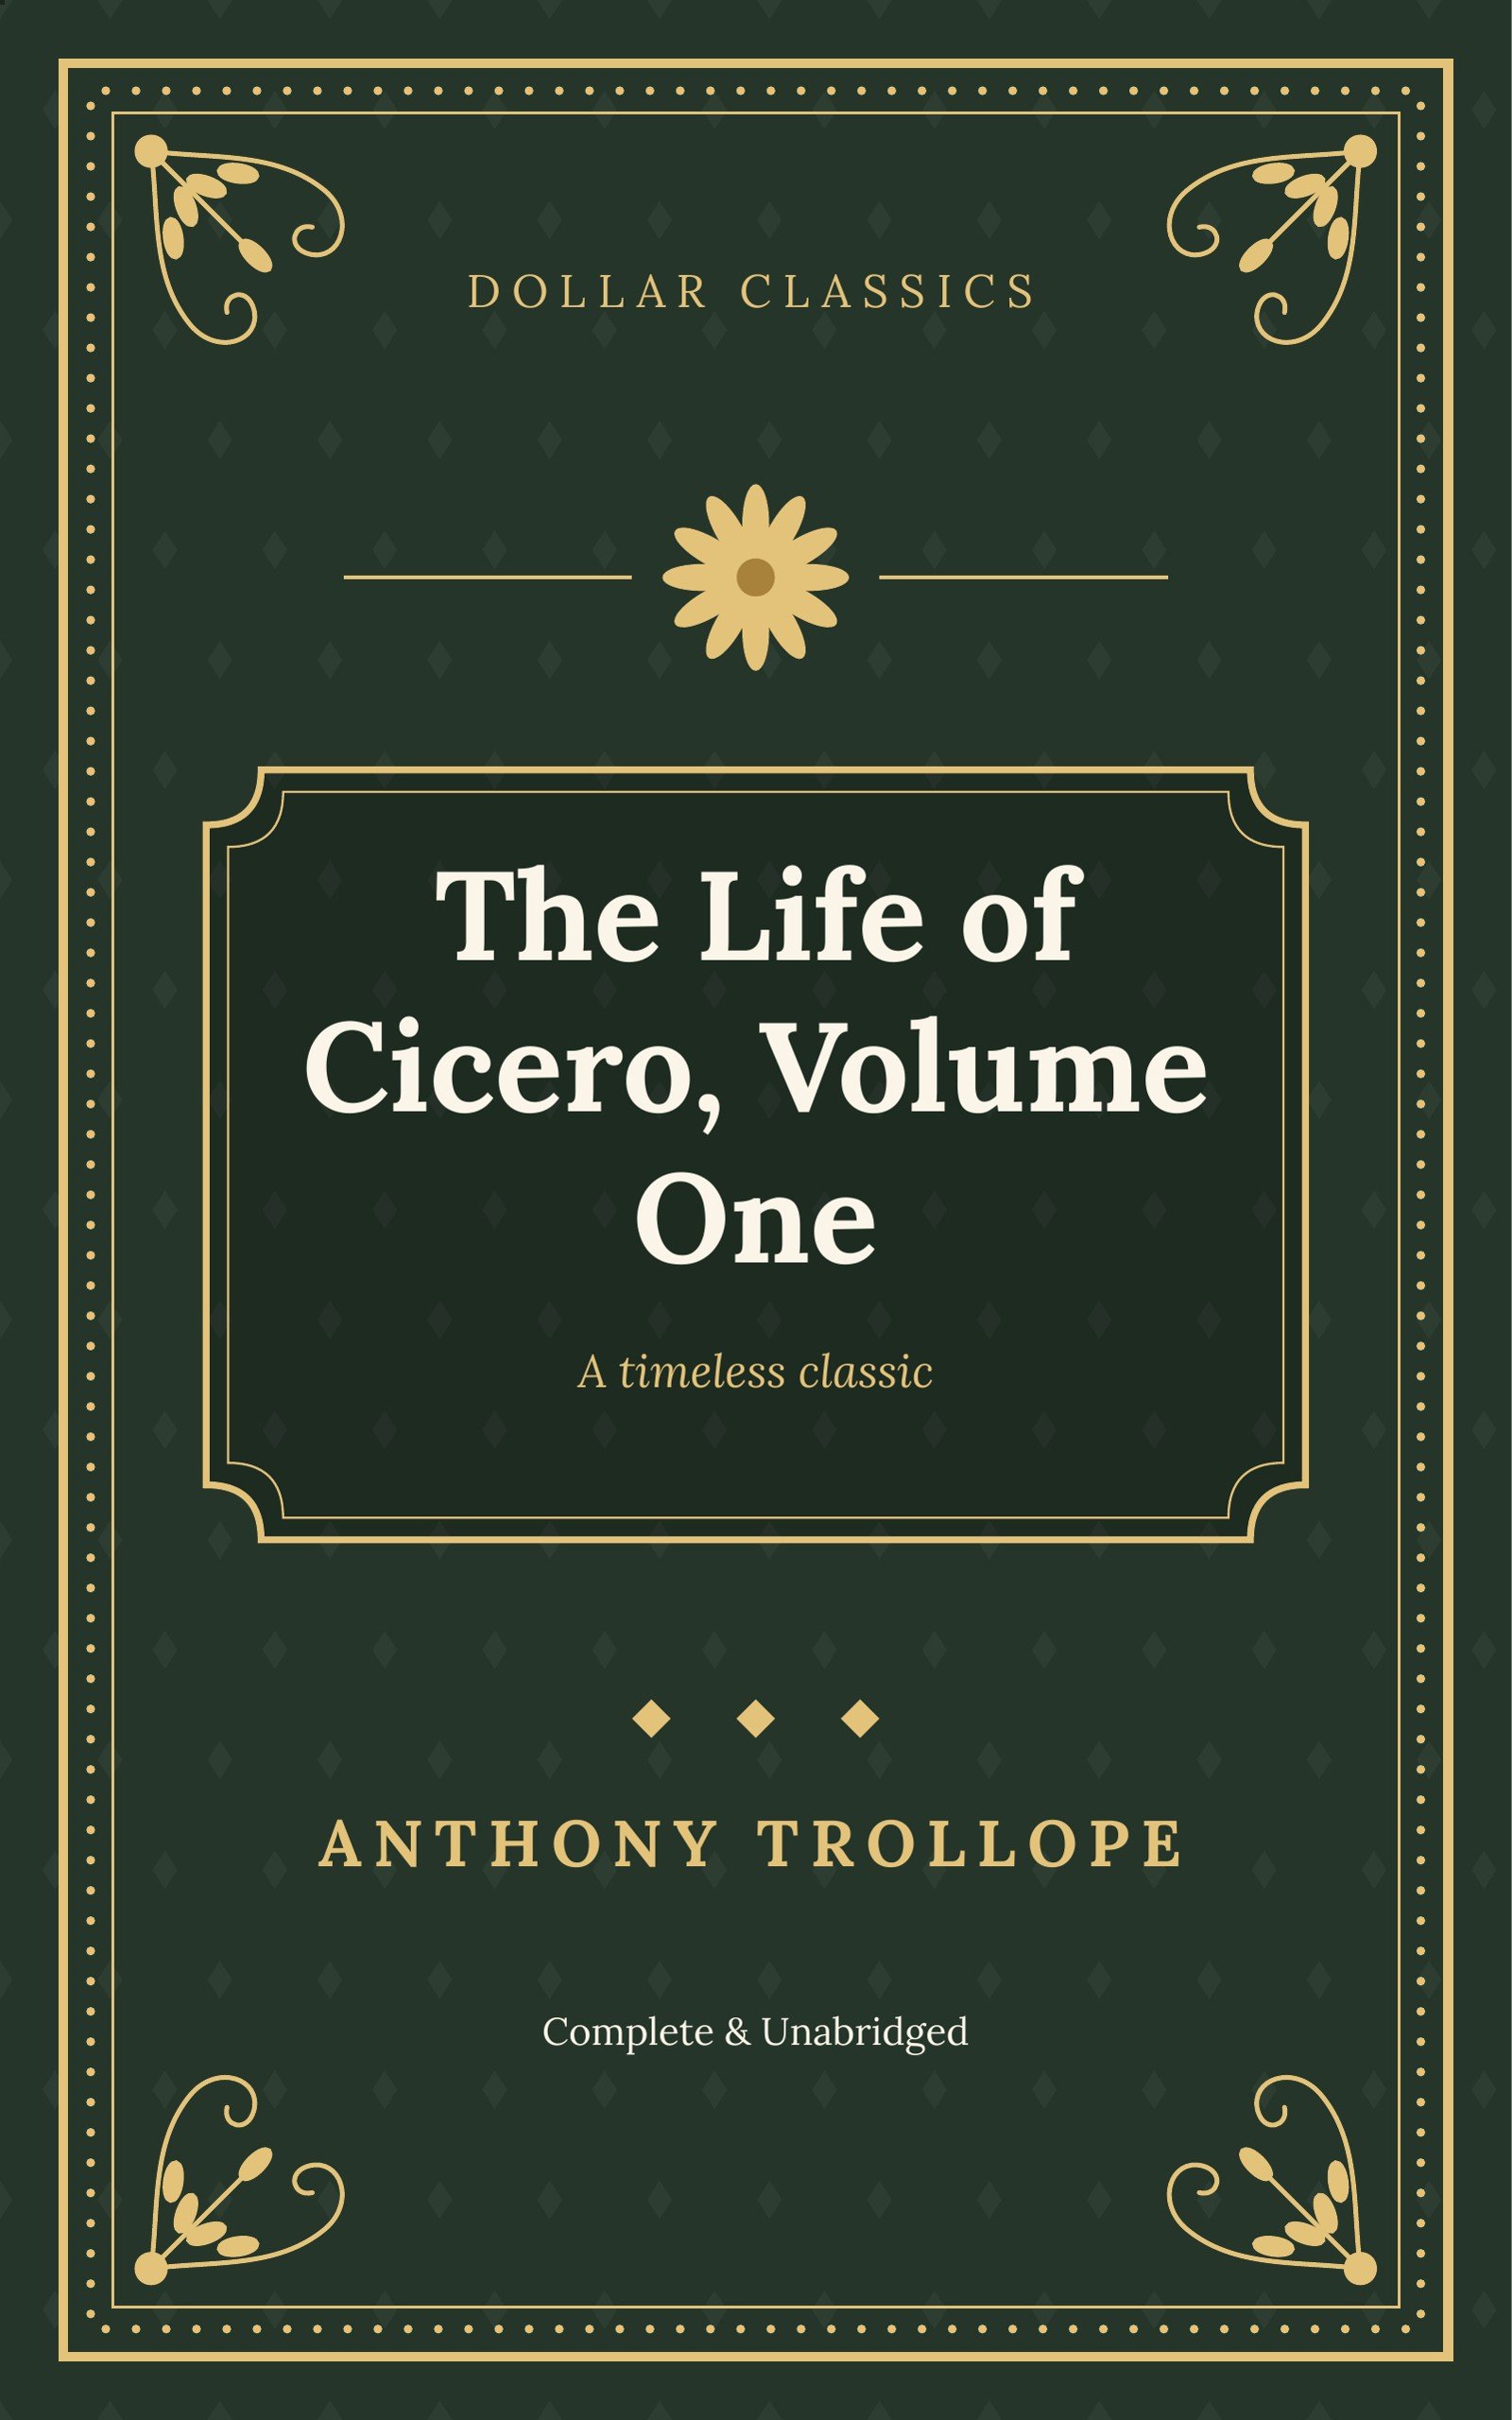 DOLLAR CLASSICS
The Life of
Cicero, Volume
One
A timeless classic
ANTHONY TROLLOPE
Complete & Unabridged